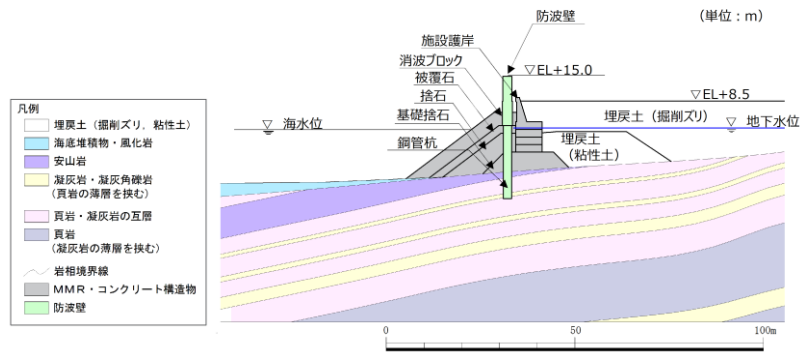 防波壁
（単位：m）
施設護岸
消波ブロック
被覆石
捨石
基礎捨石
鋼管杭
▽EL+15.0
▽EL+8.5
海水位
地下水位
埋戻土（掘削ズリ）
埋戻土
（粘性土）
凡例
埋戻土（掘削ズリ，粘性土）
海底堆積物・風化岩
安山岩
凝灰岩・凝灰角礫岩
（頁岩の薄層を挟む）
頁岩・凝灰岩の互層
頁岩
（凝灰岩の薄層を挟む）
岩相境界線
ＭＭＲ・コンクリート構造物
防波壁
0
50
100m